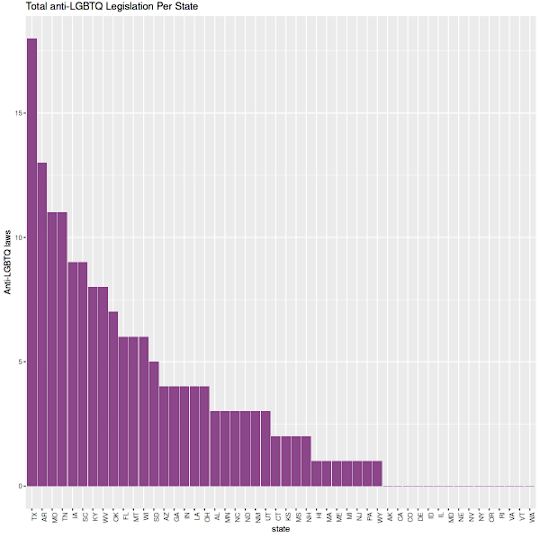 Total anti-LGBTQ Legislation Per State
Anti-LGBTQ laws
15
10
5
0
TX AR MO TN IA SC KY WV OK FL MT WI SD AZ GA IN LA OH AL MN NC ND NM UT CT KS MS NH HI MA ME MI NJ PA WY AK CA CO DE ID IL MD NE NV NY OR RI VA VT WA
state